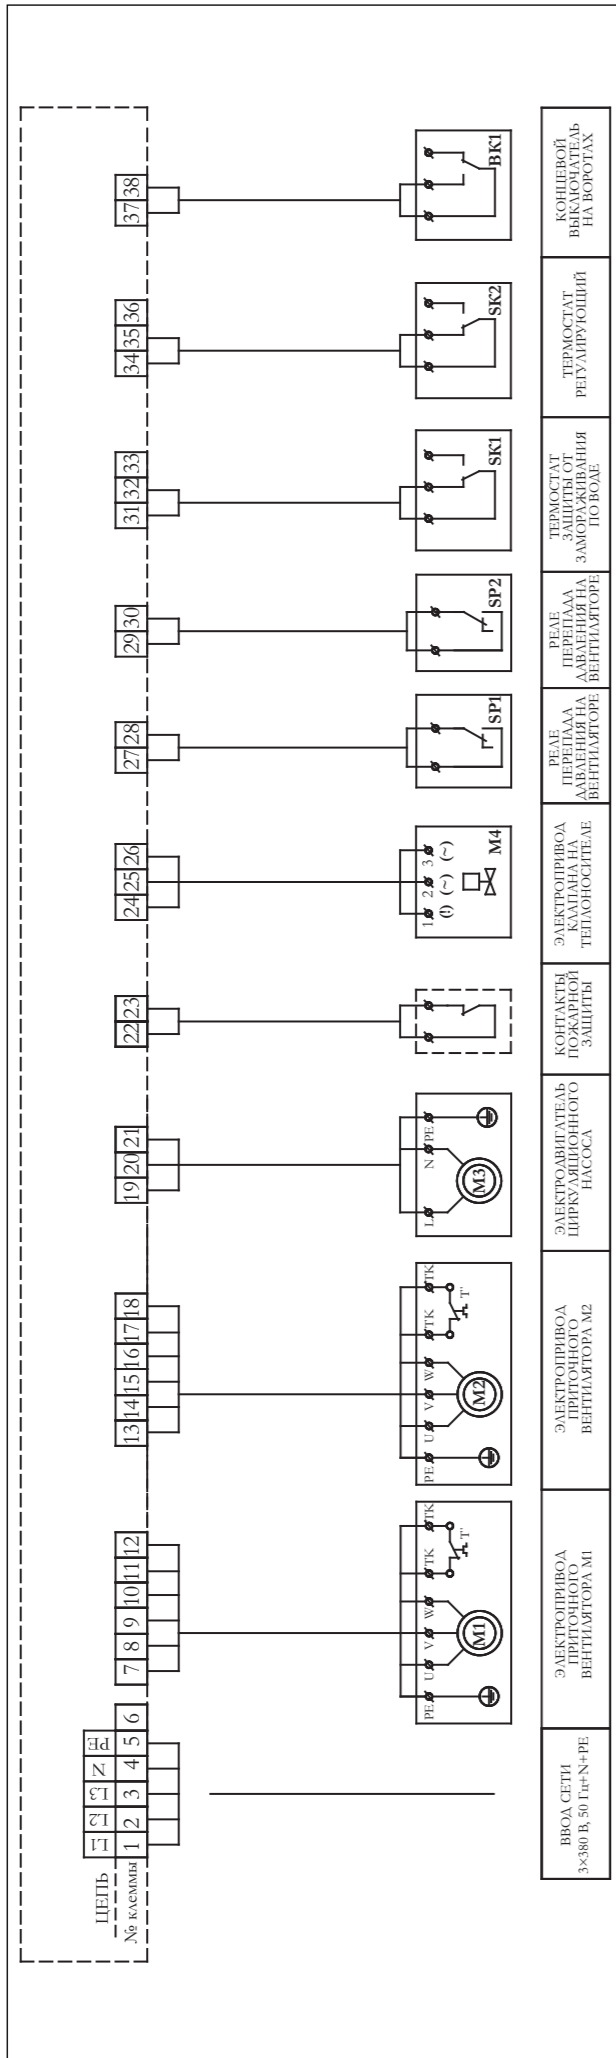 ЦЕПЬ
L1 L2 L3 N PE
№ клеммы
1 2 3 4 5 6
7 8 9 10 11 12
13 14 15 16 17 18
19 20 21
22 23
24 25 26
27 28
29 30
31 32 33
34 35 36
37 38
PE U V W TK TK
M1
T°
PE U V W TK TK
M2
T°
L N PE
M3
1 2 3
(!) (~) (~)
M4
SP1
SP2
SK1
SK2
ВК1
ВВОД СЕТИ
3×380 В, 50 Гц+N+PE
ЭЛЕКТРОПРИВОД
ПРИТОЧНОГО
ВЕНТИЛЯТОРА М1
ЭЛЕКТРОПРИВОД
ПРИТОЧНОГО
ВЕНТИЛЯТОРА М2
ЭЛЕКТРОДВИГАТЕЛЬ
ЦИРКУЛЯЦИОННОГО
НАСОСА
КОНТАКТЫ
ПОЖАРНОЙ
ЗАЩИТЫ
ЭЛЕКТРОПРИВОД
КЛАПАНА НА
ТЕПЛОНОСИТЕЛЕ
РЕЛЕ
ПЕРЕПАДА
ДАВЛЕНИЯ НА
ВЕНТИЛЯТОРЕ
РЕЛЕ
ПЕРЕПАДА
ДАВЛЕНИЯ НА
ВЕНТИЛЯТОРЕ
ТЕРМОСТАТ
ЗАЩИТЫ ОТ
ЗАМОРАЖИВАНИЯ
ПО ВОДЕ
ТЕРМОСТАТ
РЕГУЛИРУЮЩИЙ
КОНЦЕВОЙ
ВЫКЛЮЧАТЕЛЬ
НА ВОРОТАХ